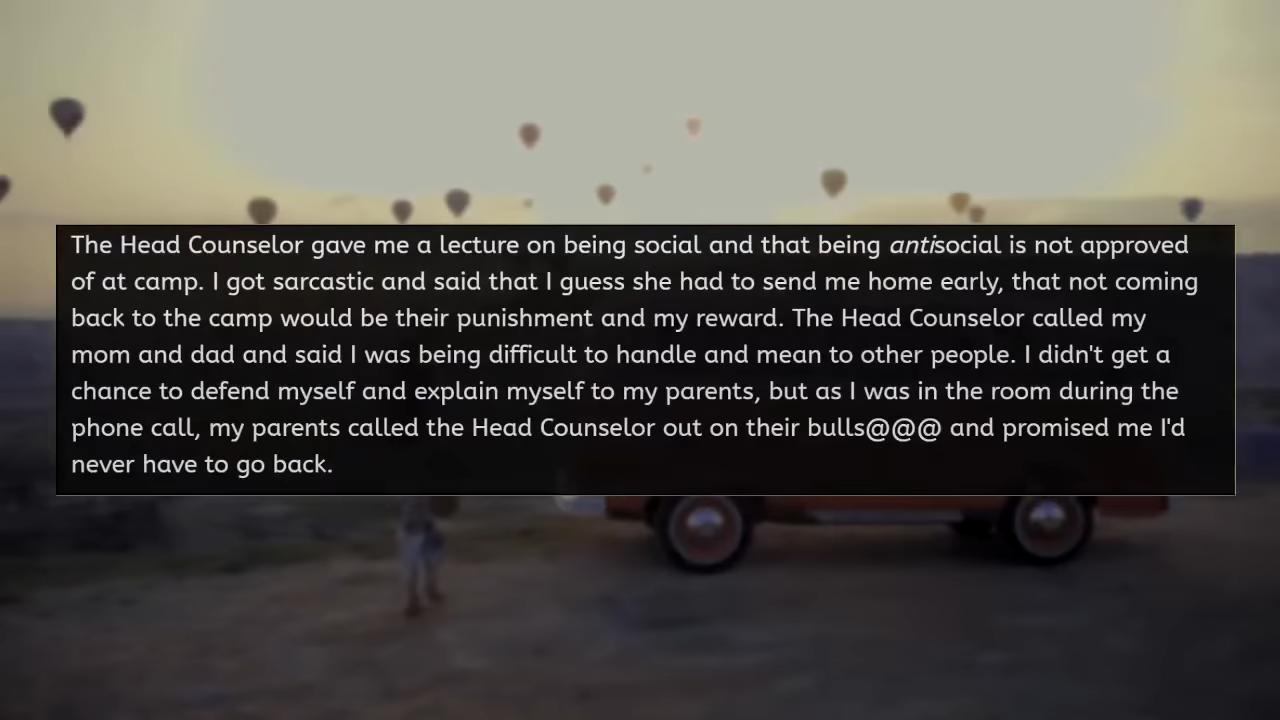 The Head Counselor gave me a lecture on being social and that being antisocial is not approved
of at camp. I got sarcastic and said that I guess she had to send me home early, that not coming
back to the camp would be their punishment and my reward. The Head Counselor called my
mom and dad and said I was being difficult to handle and mean to other people. I didn't get a
chance to defend myself and explain myself to my parents, but as I was in the room during the
phone call, my parents called the Head Counselor out on their bulls@@@ and promised me I'd
never have to go back.